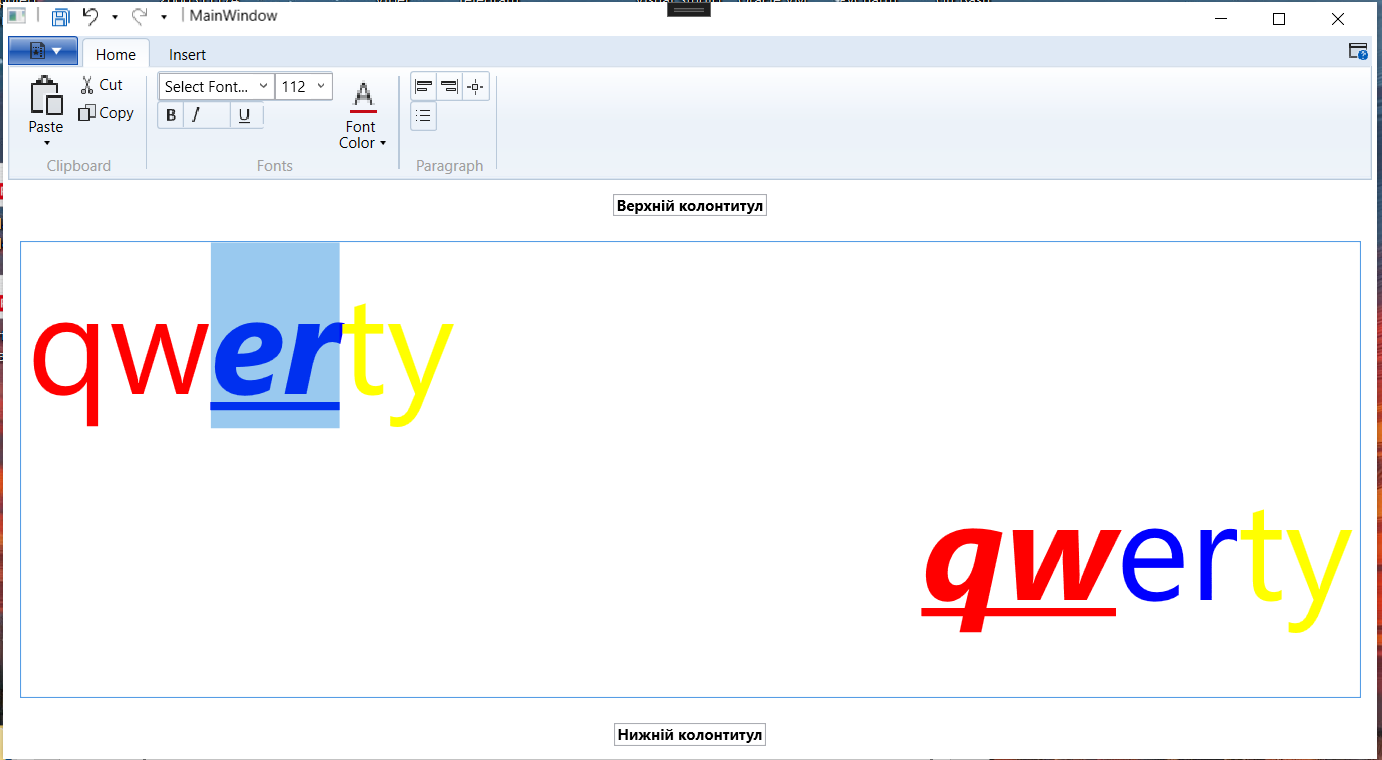 MainWindow
Home Insert
Paste
Cut
Copy
Clipboard
Select Font... 112
B I U
Font
Color
Fonts
Paragraph
Верхній колонтитул
qwerty
qwerty
Нижній колонтитул